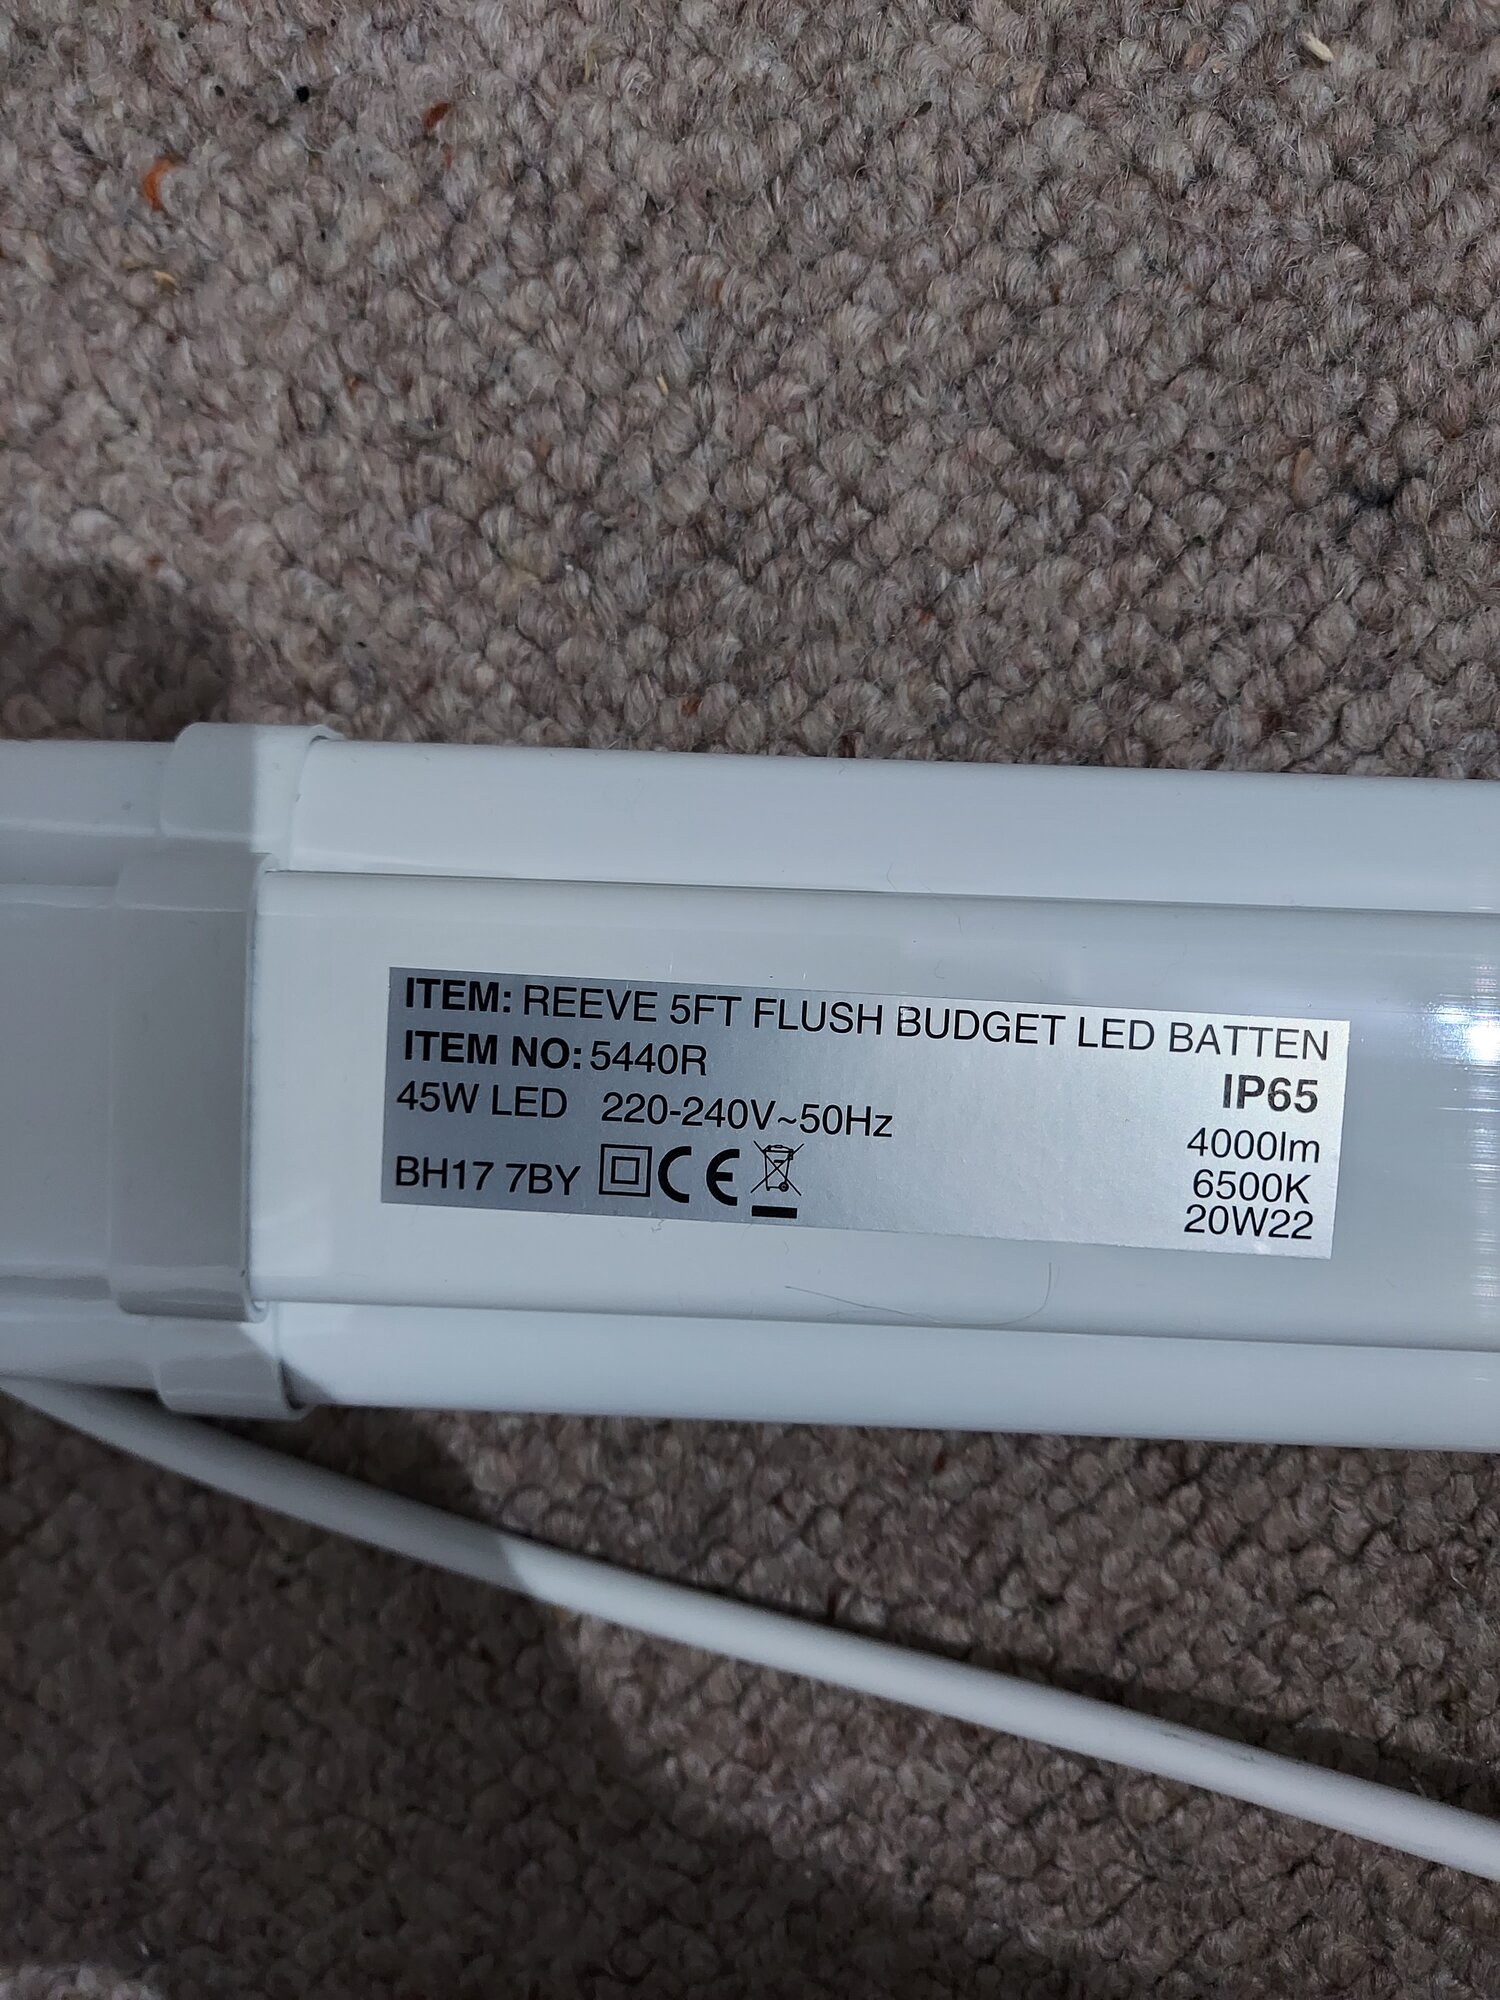 ITEM: REEVE 5FT FLUSH BUDGET LED BATTEN
ITEM NO: 5440R
IP65
45W LED 220-240V~50Hz
4000lm
BH17 7BY CE
6500K
20W22